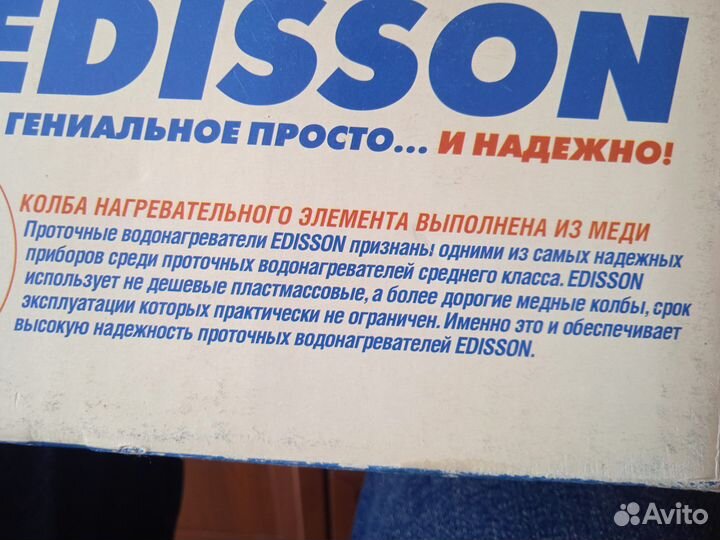 EDISSON
ГЕНИАЛЬНОЕ ПРОСТО... И НАДЕЖНО!
КОЛБА НАГРЕВАТЕЛЬНОГО ЭЛЕМЕНТА ВЫПОЛНЕНА ИЗ МЕДИ
Проточные водонагреватели EDISSON признаны одними из самых надежных
приборов среди проточных водонагревателей среднего класса. EDISSON
использует не дешевые пластмассовые, а более дорогие медные колбы, срок
эксплуатации которых практически не ограничен. Именно это и обеспечивает
высокую надежность проточных водонагревателей EDISSON.
Avito